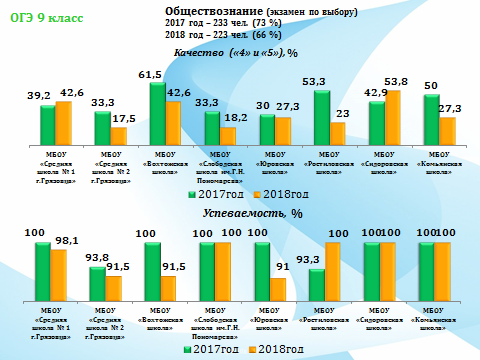 ОГЭ 9 класс
Обществознание (экзамен по выбору)
2017 год – 233 чел. (73 %)
2018 год – 223 чел. (66 %)
Качество («4» и «5»), %
39,2 42,6 33,3 17,5 61,5 42,6 33,3 18,2 30 27,3 53,3 23 42,9 53,8 50 27,3
МБОУ «Средняя школа № 1 г.Грязовца»
МБОУ «Средняя школа № 2 г.Грязовца»
МБОУ «Вохтожская школа»
МБОУ «Слободская школа им.Г.Н. Пономарева»
МБОУ «Юровская школа»
МБОУ «Ростиловская школа»
МБОУ «Сидоровская школа»
МБОУ «Комьянская школа»
2017год 2018год
Успеваемость, %
100 98,1 93,8 91,5 100 91,5 100 100 100 91 93,3 100 100 100 100 100
МБОУ «Средняя школа № 1 г.Грязовца»
МБОУ «Средняя школа № 2 г.Грязовца»
МБОУ «Вохтожская школа»
МБОУ «Слободская школа им.Г.Н. Пономарева»
МБОУ «Юровская школа»
МБОУ «Ростиловская школа»
МБОУ «Сидоровская школа»
МБОУ «Комьянская школа»
2017год 2018год